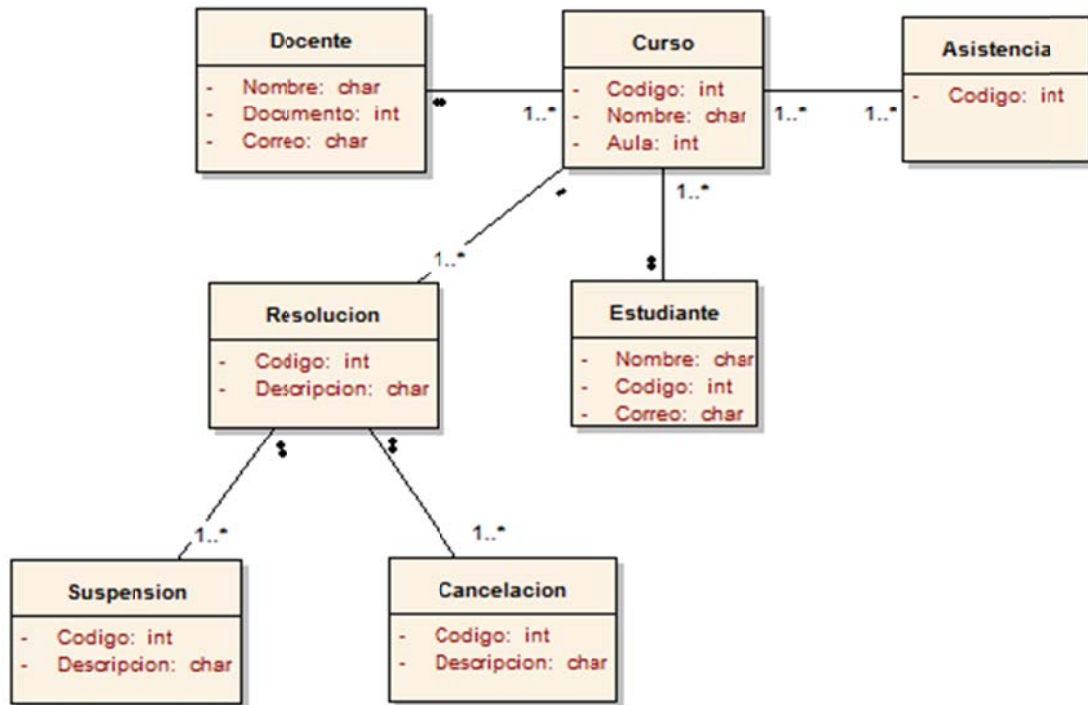 Docente
- Nombre: char
- Documento: int
- Correo: char
Curso
- Codigo: int
- Nombre: char
- Aula: int
Asistencia
- Codigo: int
1..*
1..*
1..*
1..*
1..*
Resolucion
- Codigo: int
- Descripcion: char
Estudiante
- Nombre: char
- Codigo: int
- Correo: char
1..*
1..*
Suspension
- Codigo: int
- Descripcion: char
Cancelacion
- Codigo: int
- Descripcion: char